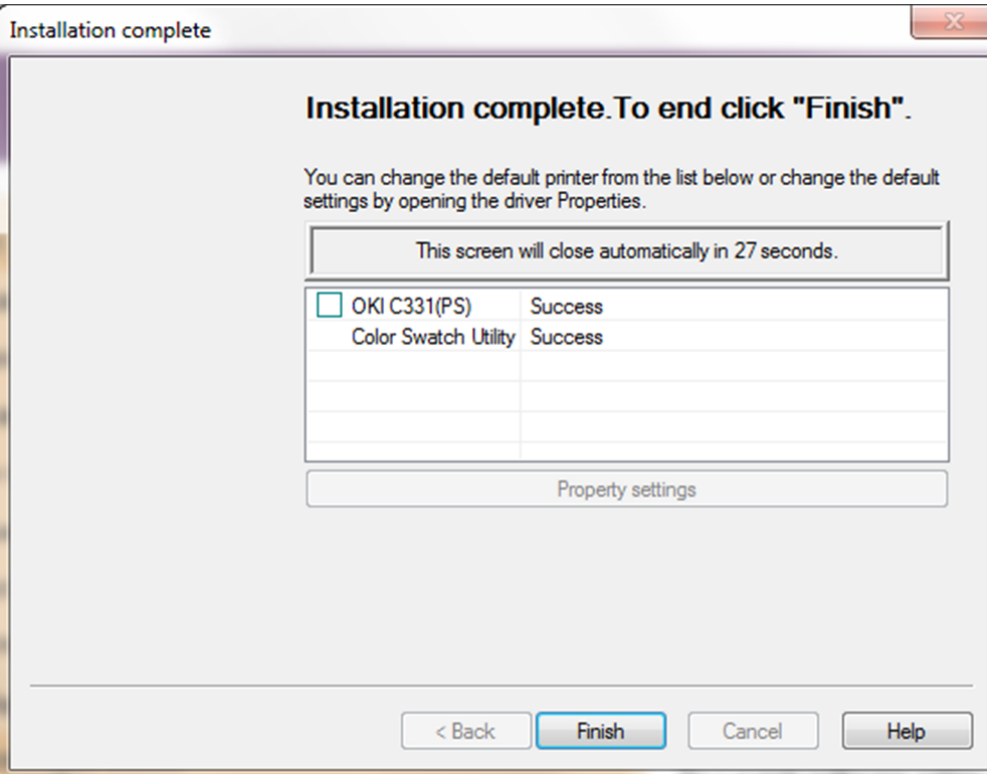 Installation complete
Installation complete.To end click "Finish".
You can change the default printer from the list below or change the default
settings by opening the driver Properties.
This screen will close automatically in 27 seconds.
OKI C331(PS) Success
Color Swatch Utility Success
Property settings
< Back Finish Cancel Help